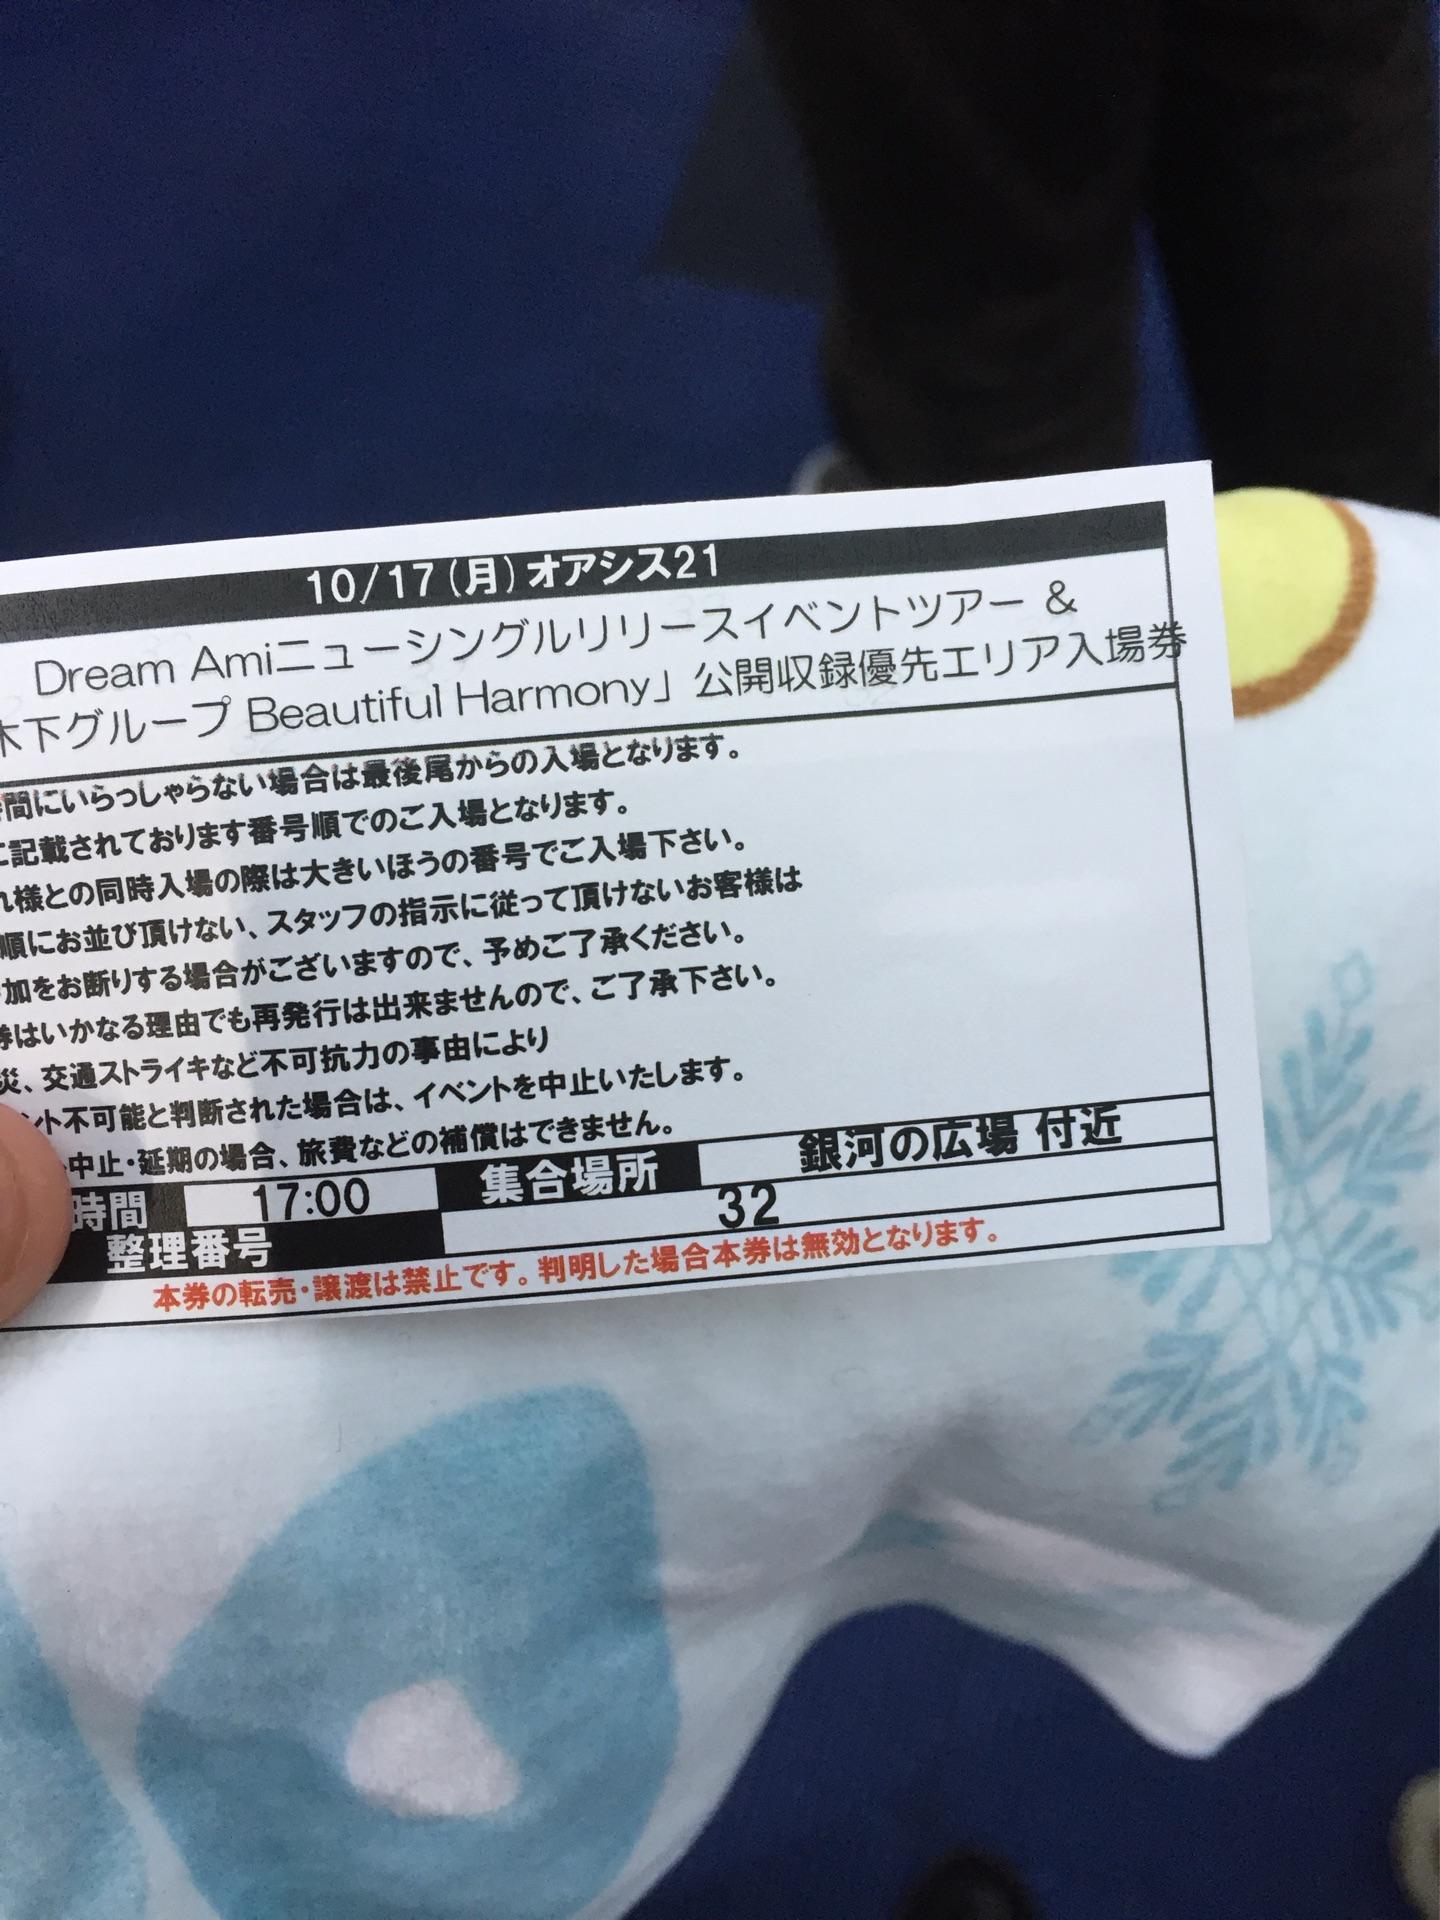 10/17(月)オアシス21
Dream Amiニューシングルリリースイベントツアー &
木下グループ Beautiful Harmony」公開収録優先エリア入場券
時間にいらっしゃらない場合は最後尾からの入場となります。
に記載されております番号順でのご入場となります。
れ様との同時入場の際は大きいほうの番号でご入場下さい。
順にお並び頂けない、スタッフの指示に従って頂けないお客様は
加をお断りする場合がございますので、予めご了承ください。
券はいかなる理由でも再発行は出来ませんので、ご了承下さい。
災、交通ストライキなど不可抗力の事由により
ント不可能と判断された場合は、イベントを中止いたします。
中止・延期の場合、旅費などの補償はできません。
時間 17:00 集合場所 銀河の広場 付近
整理番号 32
本券の転売・譲渡は禁止です。判明した場合本券は無効となります。